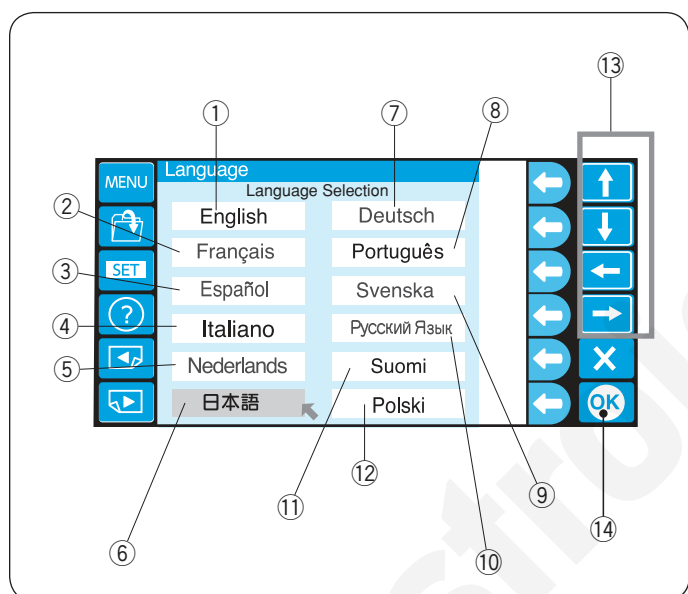 ⑬
① ⑦ ⑧
MENU
Language
Language Selection
② English Deutsch
Français Português
③ SET Español Svenska
④ ? Italiano Русский Язык
⑤ Nederlands Suomi
⑥ 日本語 Polski OK
⑫ ⑨
⑪ ⑭
⑩
strol